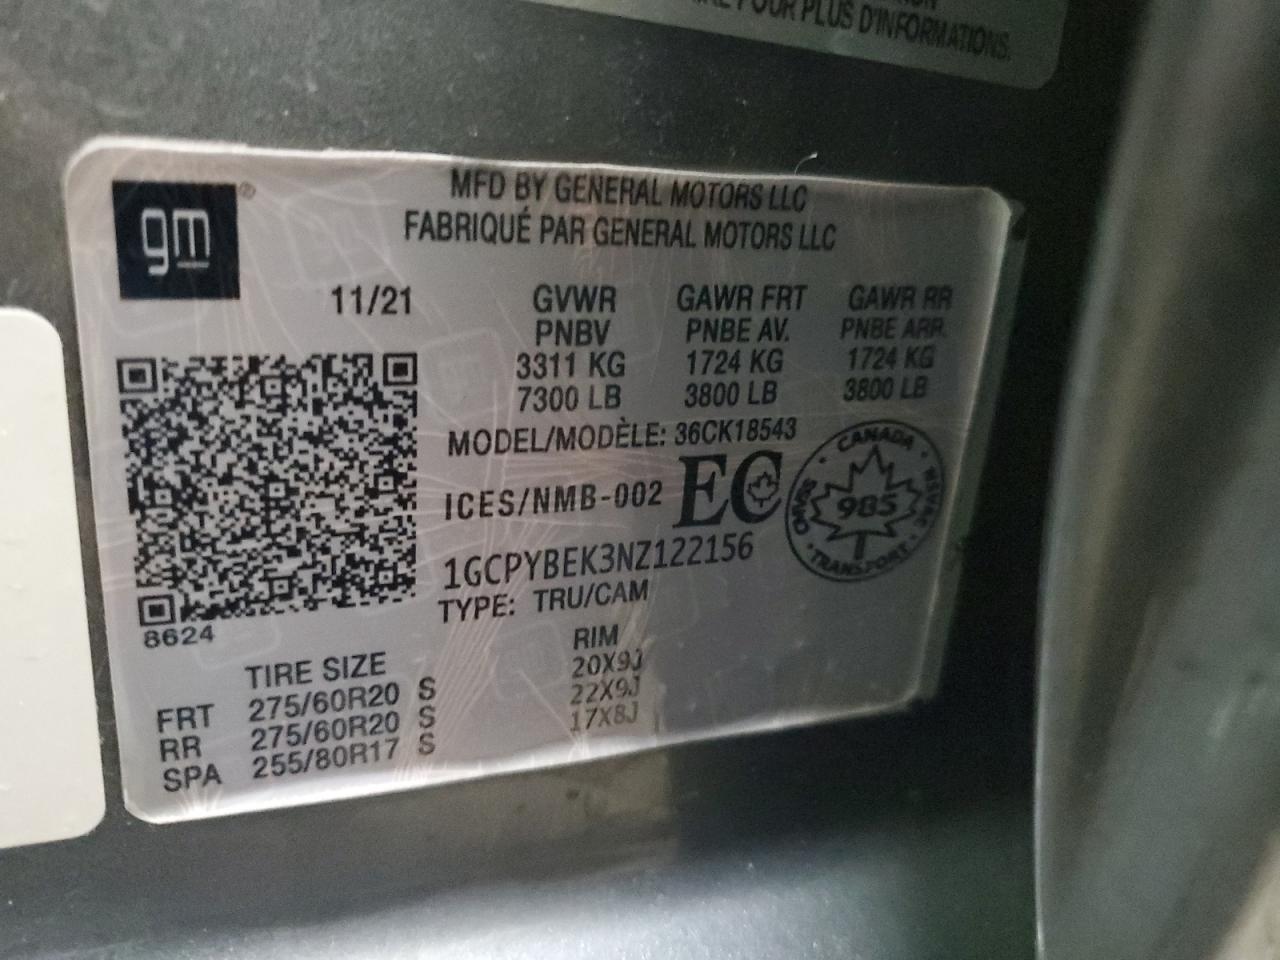 POUR PLUS D'INFORMATIONS.
gm
MFD BY GENERAL MOTORS LLC
FABRIQUÉ PAR GENERAL MOTORS LLC
11/21
GVWR GAWR FRT GAWR RR
PNBV PNBE AV. PNBE ARR.
3311 KG 1724 KG 1724 KG
7300 LB 3800 LB 3800 LB
MODEL/MODÈLE: 36CK18543
ICES/NMB-002 EC
CANADA
985
TRANSPORT
1GCPYBEK3NZ122156
TYPE: TRU/CAM
8624
TIRE SIZE RIM
FRT 275/60R20 S 20X9J
RR 275/60R20 S 22X9J
SPA 255/80R17 S 17X8J